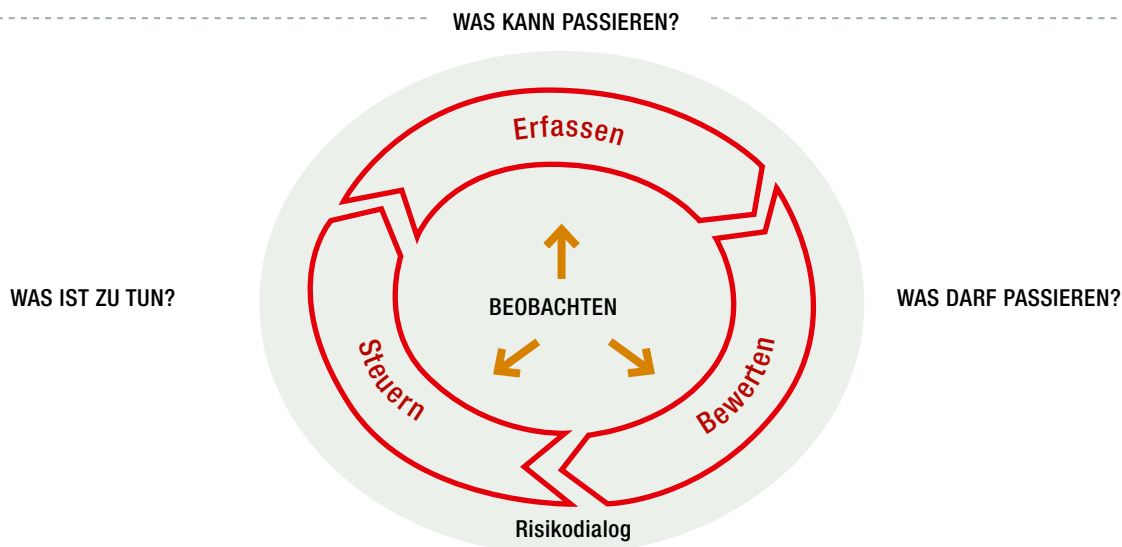 WAS KANN PASSIEREN?
Erfassen
WAS IST ZU TUN?
BEOBACHTEN
WAS DARF PASSIEREN?
Steuern
Bewerten
Risikodialog